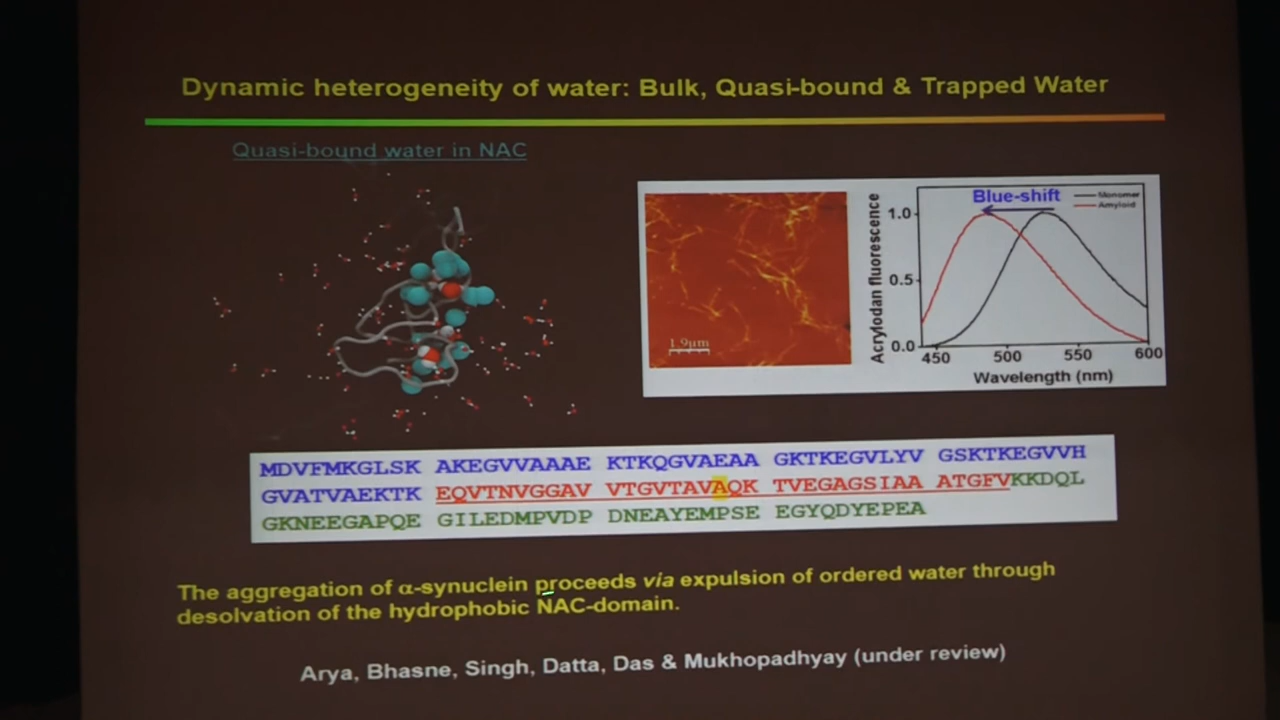 Dynamic heterogeneity of water: Bulk, Quasi-bound & Trapped Water
Quasi-bound water in NAC
1.9µm
Acrylodan fluorescence
Blue-shift
Monomer
Amyloid
1.0
0.5
0.0
450 500 550 600
Wavelength (nm)
MDVFMKGLSK AKEGVVAAAE KTKQGVAEAA GKTKEGVLYV GSKTKEGVVH
GVATVAEKTK EQVTNVGGAV VTGVTAVAQK TVEGAGSIAA ATGFVKKDQL
GKNEEGAPQE GILEDMPVDP DNEAYEMPSE EGYQDYEPEA
The aggregation of α-synuclein proceeds via expulsion of ordered water through
desolvation of the hydrophobic NAC-domain.
Arya, Bhasne, Singh, Datta, Das & Mukhopadhyay (under review)